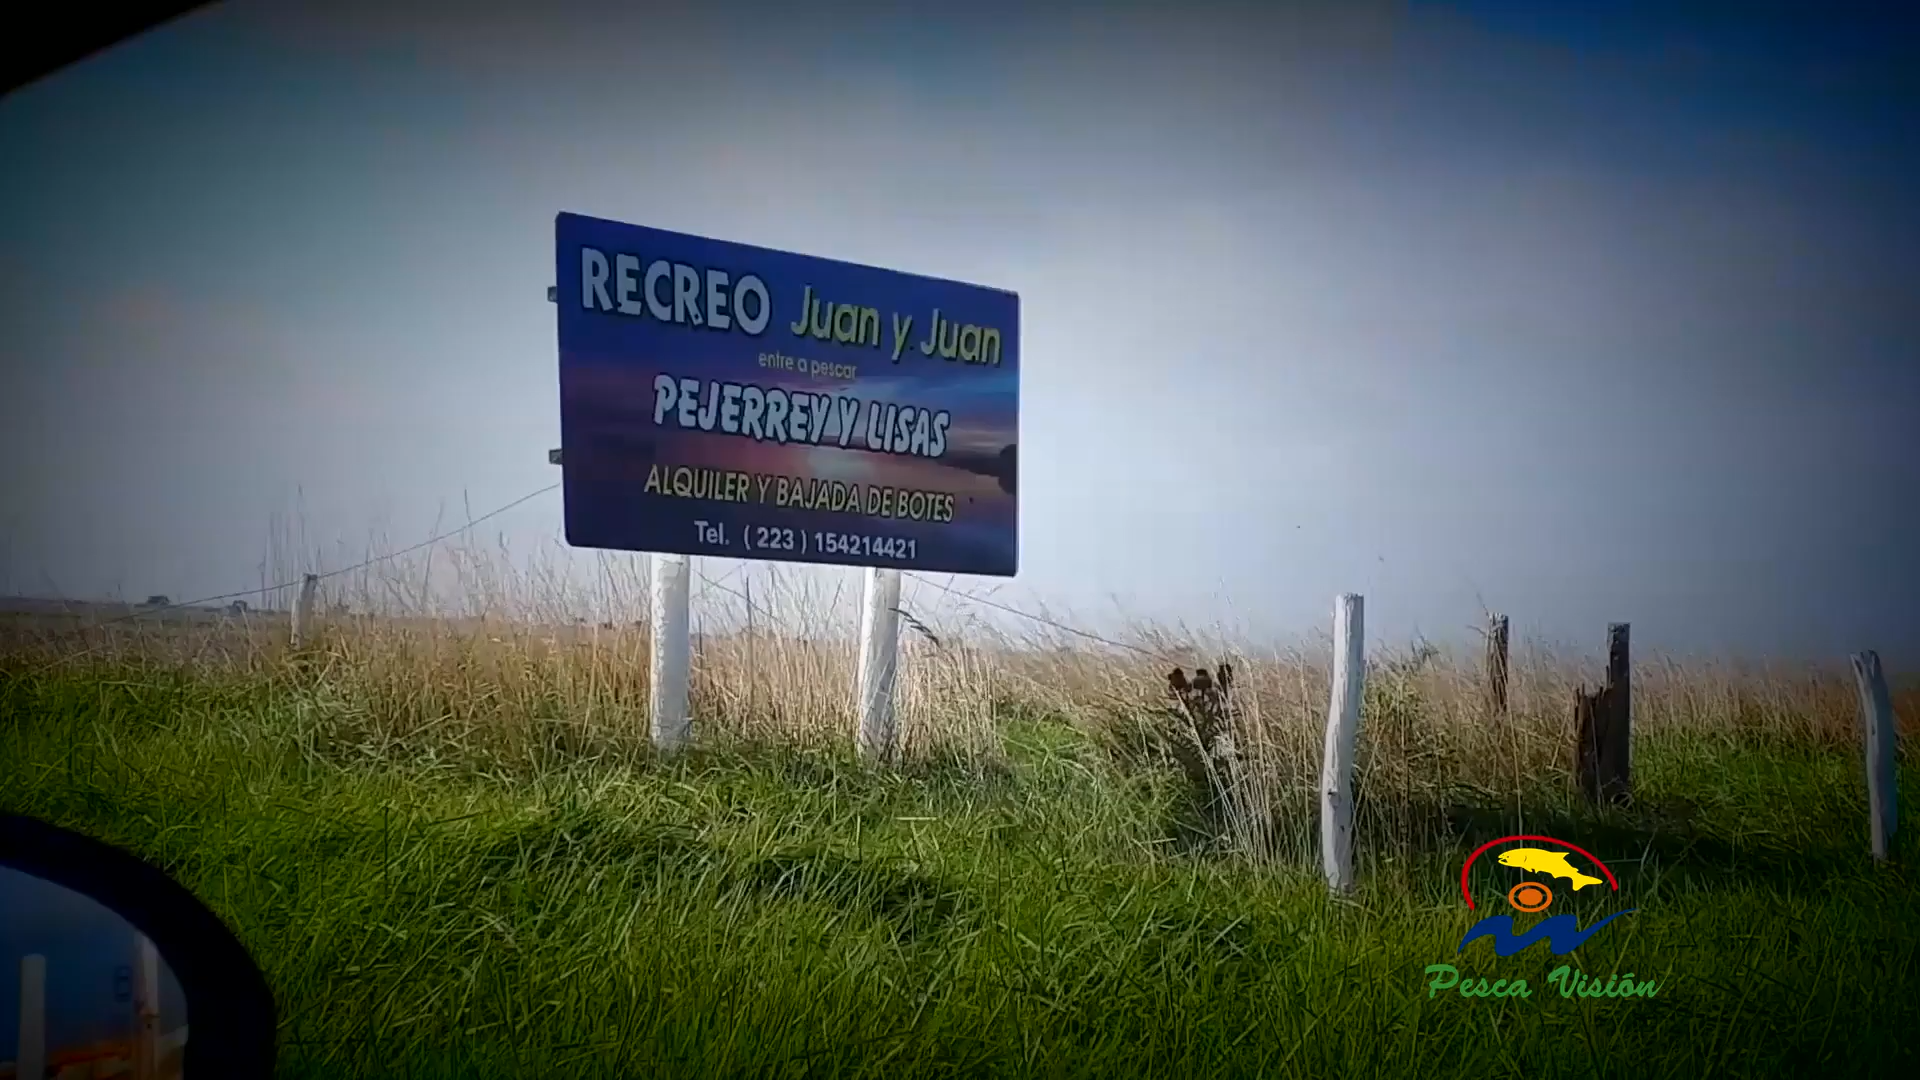 RECREO Juan y Juan
entre a pescar
PEJERREY Y LISAS
ALQUILER Y BAJADA DE BOTES
Tel. ( 223 ) 154214421
Pesca Visión